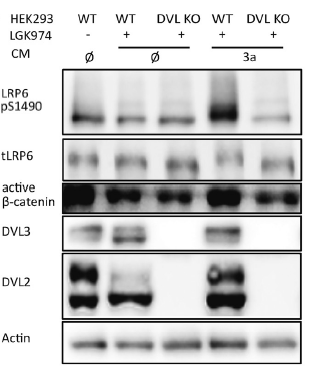 HEK293 WT WT DVL KO WT DVL KO
LGK974 - + + + +
CM Ø Ø 3a
LRP6
pS1490
tLRP6
active
β-catenin
DVL3
DVL2
Actin